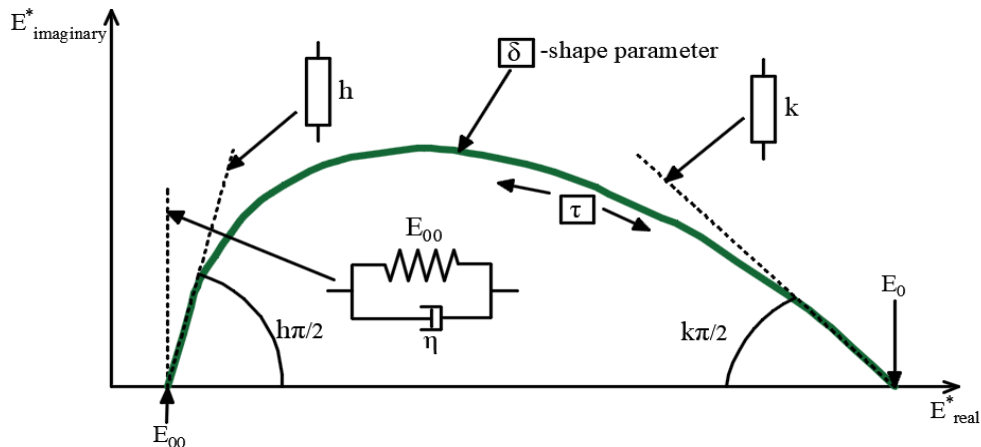 E*imaginary
δ -shape parameter
h
k
τ
E00
E0
hπ/2
kπ/2
η
E*real
E00